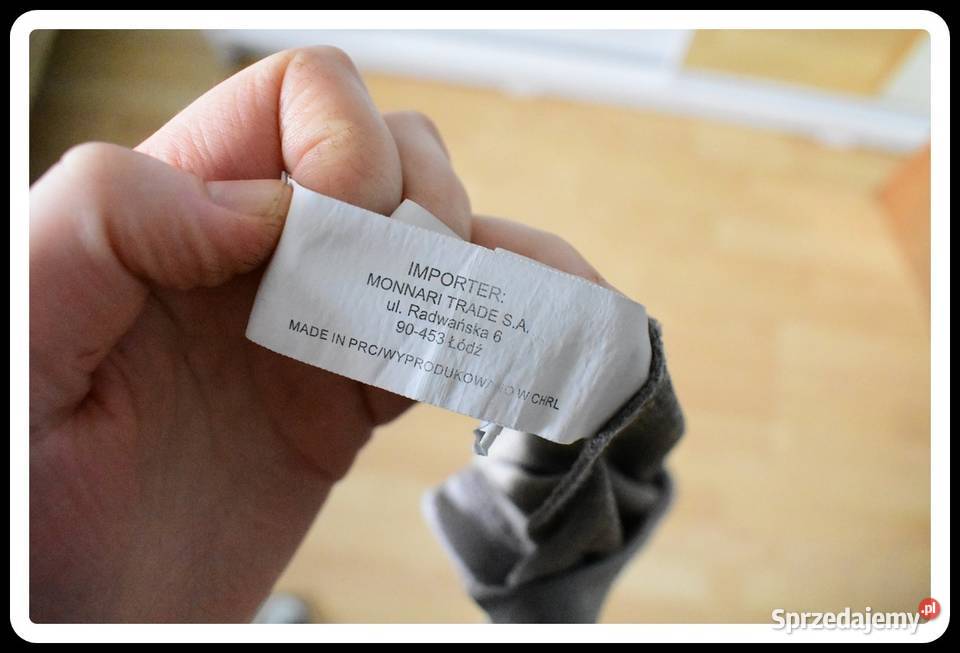 IMPORTER:
MONNARI TRADE S.A.
ul. Radwańska 6
90-453 Łódź
MADE IN PRC/WYPRODUKOWANO W CHRL
Sprzedajemy.pl